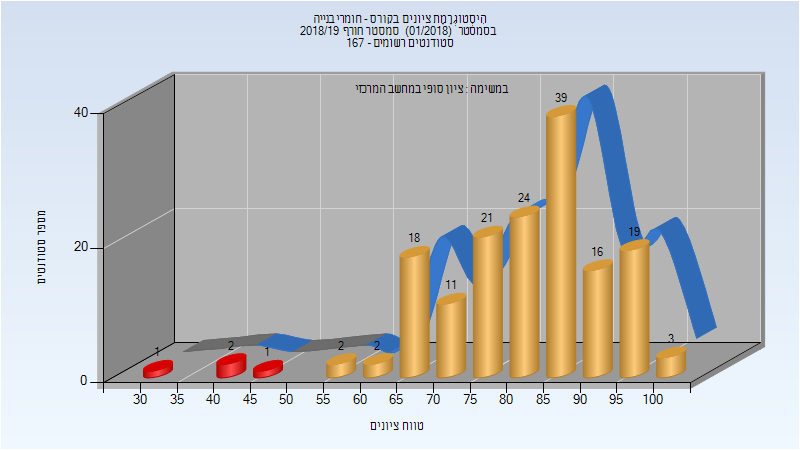 היסטוגרמת ציונים בקורס - חומרי בנייה
בסמסטר (01/2018) סמסטר חורף 2018/19
סטודנטים רשומים - 167
במשימה : ציון סופי במחשב המרכזי
מספר סטודנטים
40
20
0
1
2
1
2
2
18
11
21
24
39
16
19
3
30 35 40 45 50 55 60 65 70 75 80 85 90 95 100
טווח ציונים